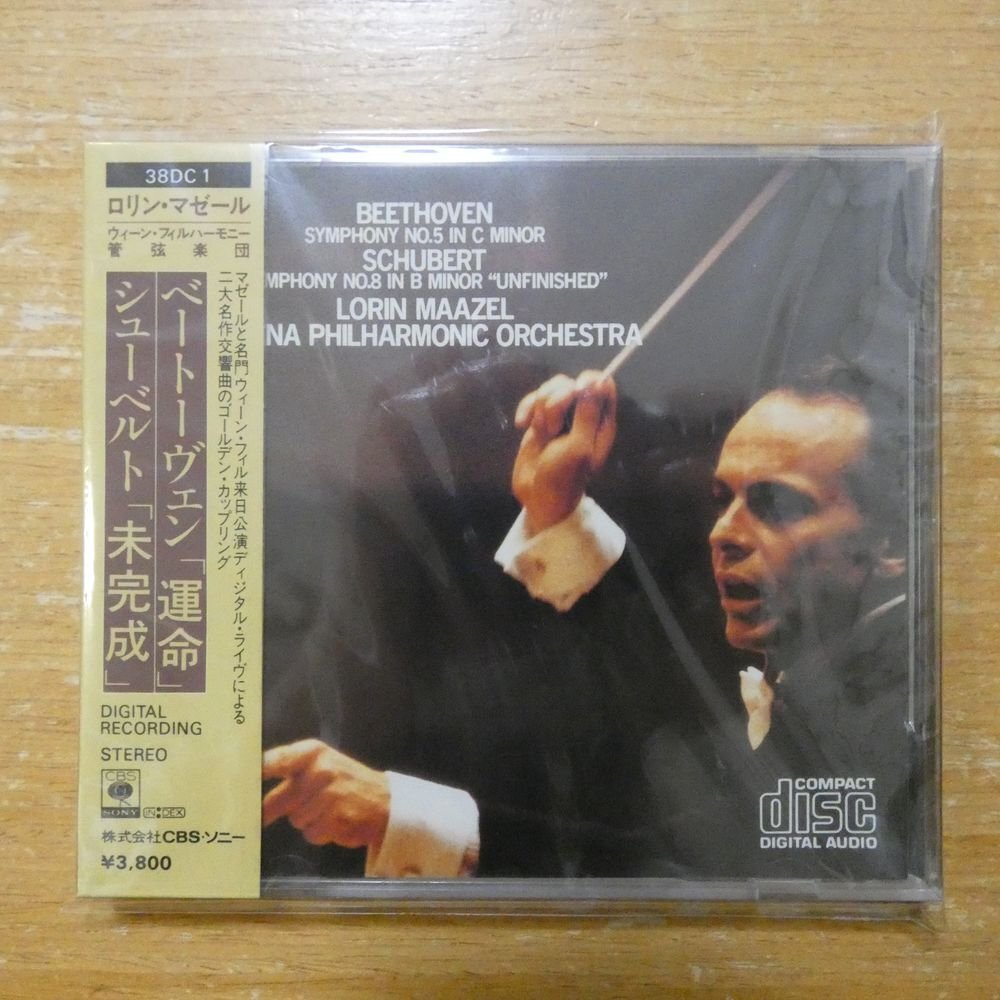 38DC 1
ロリン・マゼール
ウィーン・フィルハーモニー
管弦楽団
マゼールと名門ウィーン・フィル来日公演ディジタル・ライヴによる
二大名作交響曲のゴールデン・カップリング
ベートーヴェン「運命」
シューベルト「未完成」
DIGITAL
RECORDING
STEREO
CBS
SONY
INDEX
株式会社CBS・ソニー
¥3,800
BEETHOVEN
SYMPHONY NO.5 IN C MINOR
SCHUBERT
MPHONY NO.8 IN B MINOR “UNFINISHED”
LORIN MAAZEL
NA PHILHARMONIC ORCHESTRA
COMPACT
disc
DIGITAL AUDIO